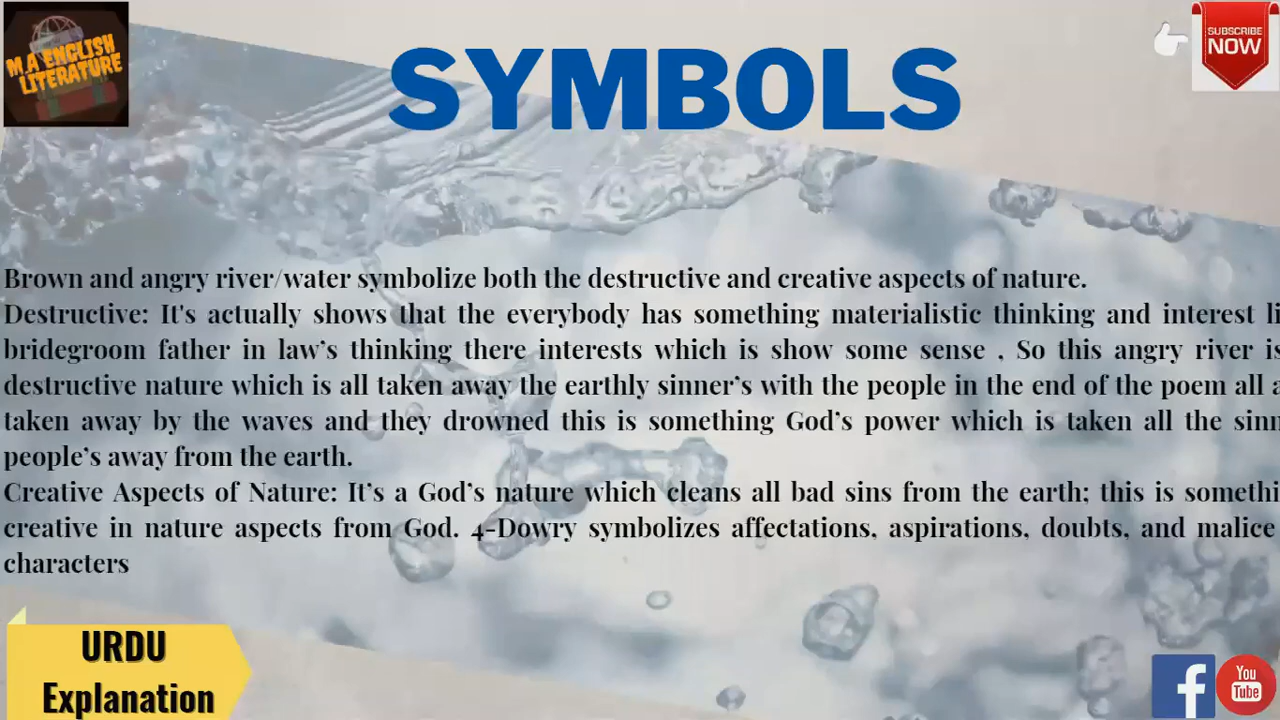 M A ENGLISH
LITERATURE
SUBSCRIBE
NOW
SYMBOLS
Brown and angry river/water symbolize both the destructive and creative aspects of nature.
Destructive: It's actually shows that the everybody has something materialistic thinking and interest li
bridegroom father in law's thinking there interests which is show some sense , So this angry river is
destructive nature which is all taken away the earthly sinner's with the people in the end of the poem all a
taken away by the waves and they drowned this is something God's power which is taken all the sinn
people's away from the earth.
Creative Aspects of Nature: It's a God's nature which cleans all bad sins from the earth; this is somethi
creative in nature aspects from God. 4-Dowry symbolizes affectations, aspirations, doubts, and malice
characters
URDU
Explanation
f
You
Tube